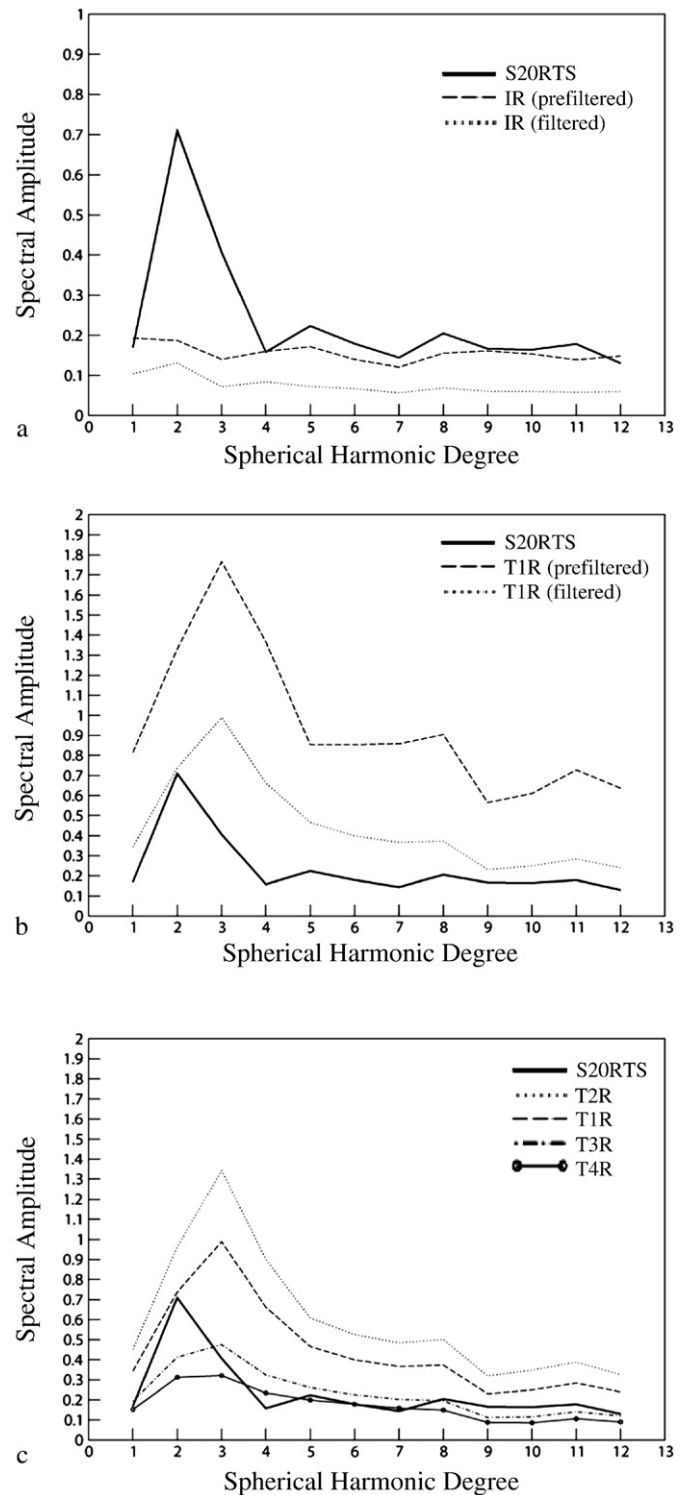 1
0.9
0.8
0.7
0.6
0.5
0.4
0.3
0.2
0.1
0
Spectral Amplitude
S20RTS
IR (prefiltered)
IR (filtered)
0 1 2 3 4 5 6 7 8 9 10 11 12 13
Spherical Harmonic Degree
a
2
1.9
1.8
1.7
1.6
1.5
1.4
1.3
1.2
1.1
1
0.9
0.8
0.7
0.6
0.5
0.4
0.3
0.2
0.1
0
Spectral Amplitude
S20RTS
T1R (prefiltered)
T1R (filtered)
0 1 2 3 4 5 6 7 8 9 10 11 12 13
Spherical Harmonic Degree
b
2
1.9
1.8
1.7
1.6
1.5
1.4
1.3
1.2
1.1
1
0.9
0.8
0.7
0.6
0.5
0.4
0.3
0.2
0.1
0
Spectral Amplitude
S20RTS
T2R
T1R
T3R
T4R
0 1 2 3 4 5 6 7 8 9 10 11 12 13
Spherical Harmonic Degree
c